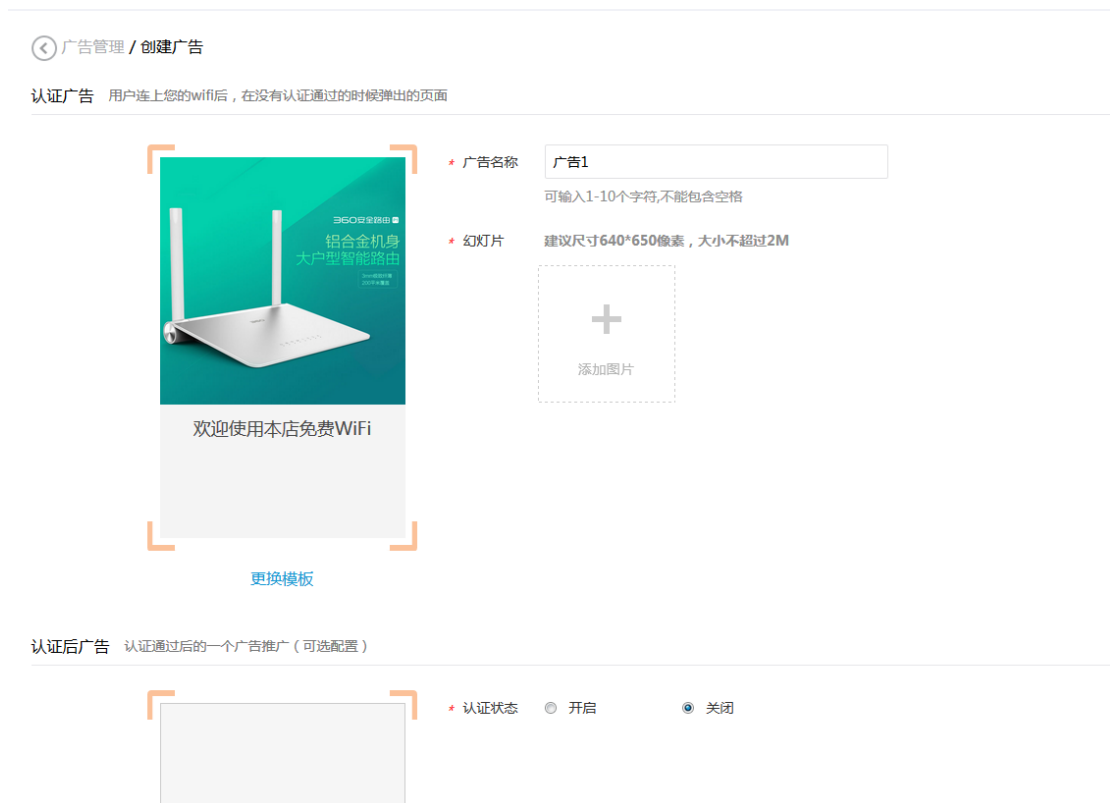 广告管理 / 创建广告
认证广告 用户连上您的wifi后，在没有认证通过的时候弹出的页面
360安全路由
铝合金机身
大户型智能路由
欢迎使用本店免费WiFi
更换模板
* 广告名称 广告1
可输入1-10个字符,不能包含空格
* 幻灯片 建议尺寸640*650像素，大小不超过2M
添加图片
认证后广告 认证通过后的一个广告推广（可选配置）
* 认证状态 开启 关闭